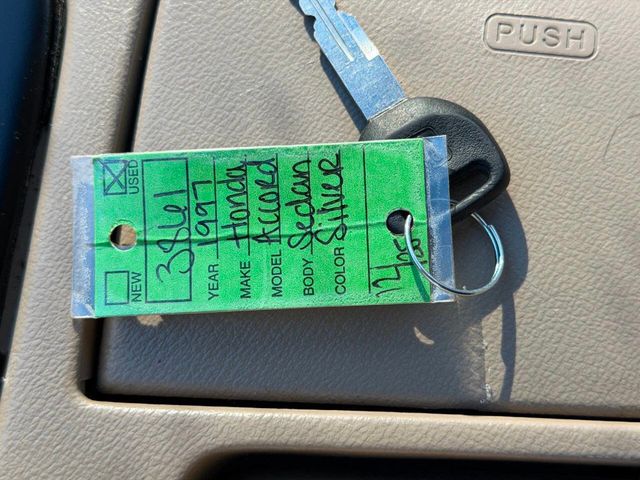 PUSH
NEW
USED
3861
YEAR 1997
MAKE Honda
MODEL Accord
BODY Sedan
COLOR Silver